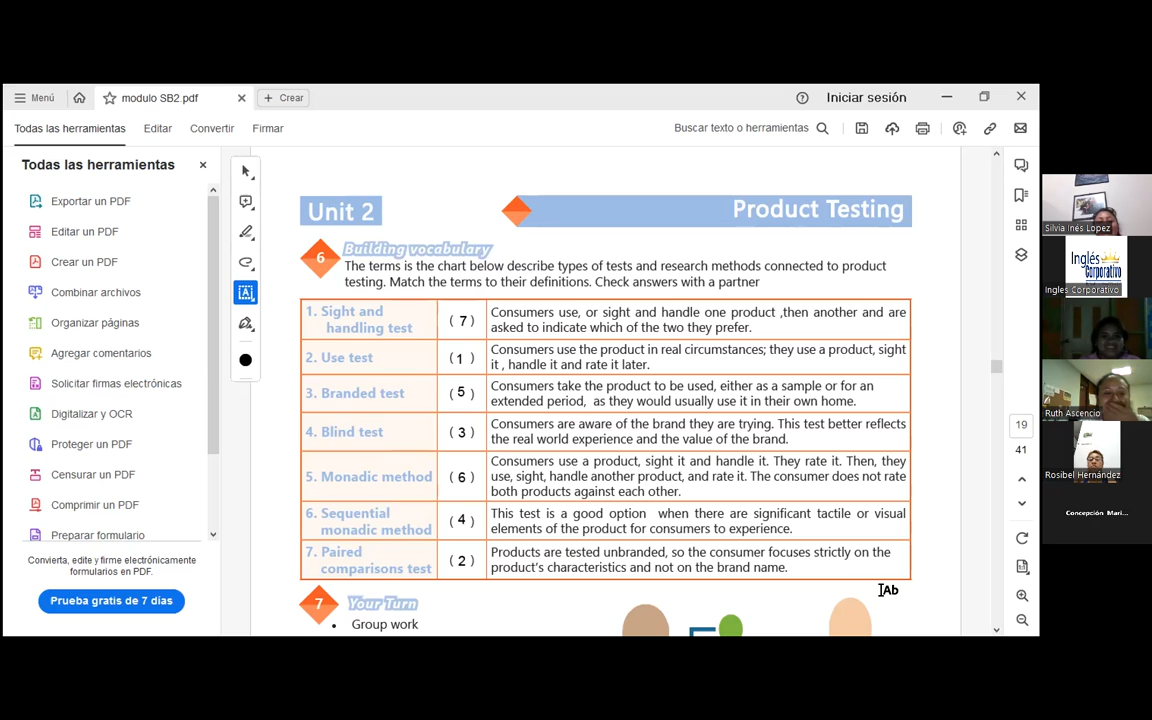 Menú
modulo SB2.pdf
Crear
Iniciar sesión
Todas las herramientas
Editar
Convertir
Firmar
Buscar texto o herramientas
Todas las herramientas
Exportar un PDF
Editar un PDF
Crear un PDF
Combinar archivos
Organizar páginas
Agregar comentarios
Solicitar firmas electrónicas
Digitalizar y OCR
Proteger un PDF
Censurar un PDF
Comprimir un PDF
Preparar formulario
Convierta, edite y firme electrónicamente
formularios en PDF.
Prueba gratis de 7 días
Unit 2
Product Testing
6
Building vocabulary
The terms is the chart below describe types of tests and research methods connected to product
testing. Match the terms to their definitions. Check answers with a partner
1. Sight and
handling test
( 7 )
Consumers use, or sight and handle one product ,then another and are
asked to indicate which of the two they prefer.
2. Use test
( 1 )
Consumers use the product in real circumstances; they use a product, sight
it , handle it and rate it later.
3. Branded test
( 5 )
Consumers take the product to be used, either as a sample or for an
extended period, as they would usually use it in their own home.
4. Blind test
( 3 )
Consumers are aware of the brand they are trying. This test better reflects
the real world experience and the value of the brand.
5. Monadic method
( 6 )
Consumers use a product, sight it and handle it. They rate it. Then, they
use, sight, handle another product, and rate it. The consumer does not rate
both products against each other.
6. Sequential
monadic method
( 4 )
This test is a good option when there are significant tactile or visual
elements of the product for consumers to experience.
7. Paired
comparisons test
( 2 )
Products are tested unbranded, so the consumer focuses strictly on the
product's characteristics and not on the brand name.
Ab
7
Your Turn
• Group work
19
41
Silvia Inés Lopez
Inglés
Corporativo
Ingles Corporativo
Ruth Ascencio
Rosibel Hernández
Concepción Mari...